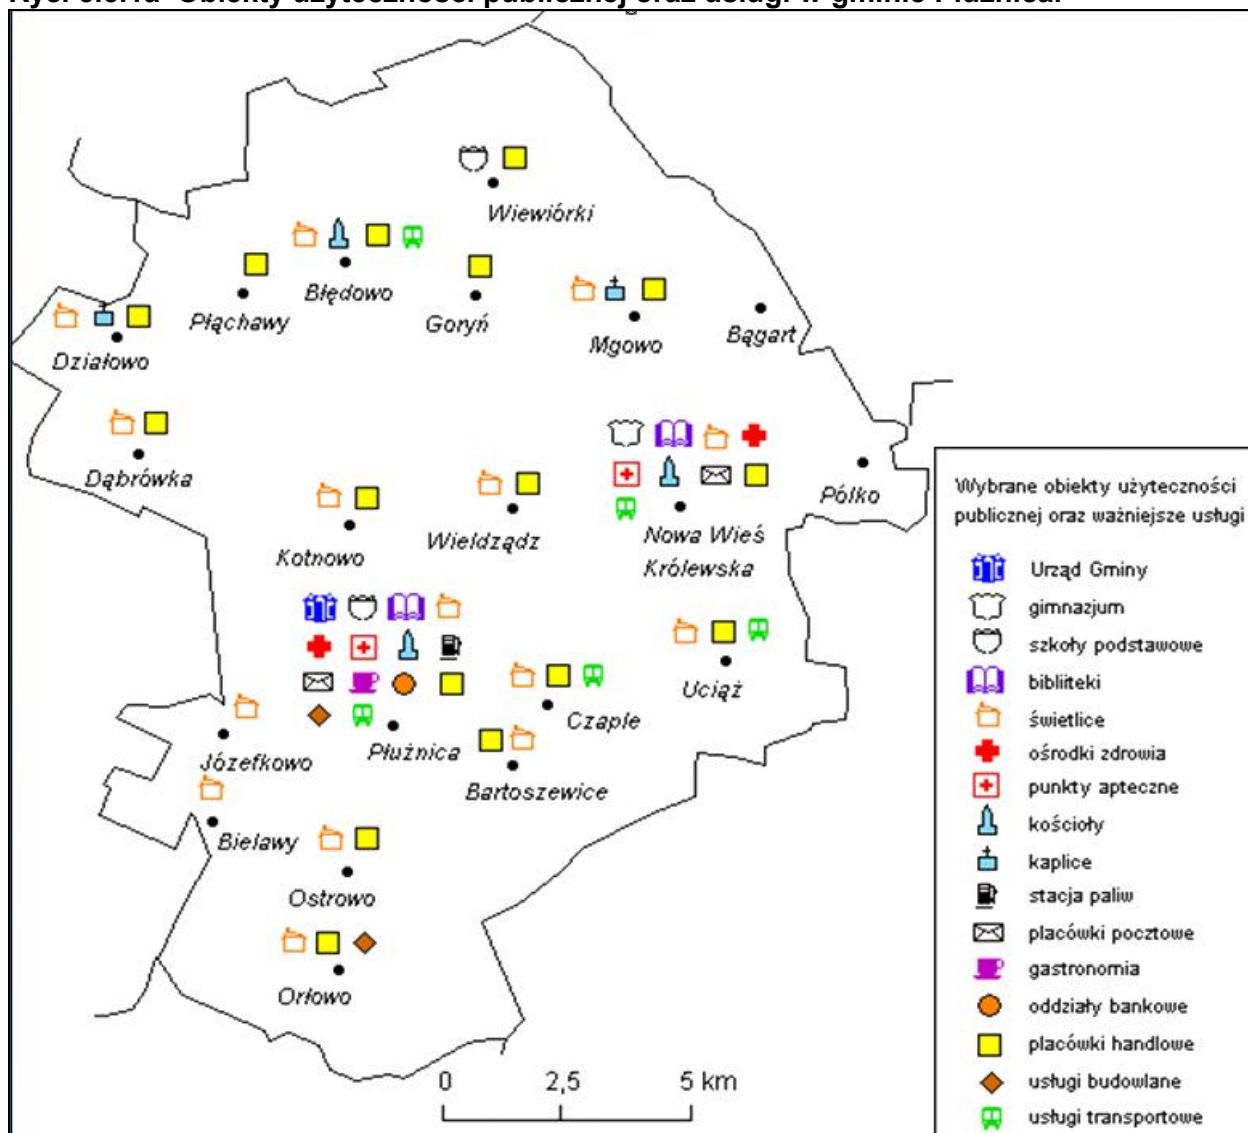 Wiewiórki
Błędowo
Płąchawy
Goryń
Mgowo
Bągart
Działowo
Dąbrówka
Kotnowo
Wieldządz
Nowa Wieś
Królewska
Pólko
Uciąż
Czaple
Płużnica
Józefkowo
Bartoszewice
Bielawy
Ostrowo
Orłowo
0 2,5 5 km
Wybrane obiekty użyteczności
publicznej oraz ważniejsze usługi
Urząd Gminy
gimnazjum
szkoły podstawowe
bibliiteki
świetlice
ośrodki zdrowia
punkty apteczne
kościoły
kaplice
stacja paliw
placówki pocztowe
gastronomia
oddziały bankowe
placówki handlowe
usługi budowlane
usługi transportowe